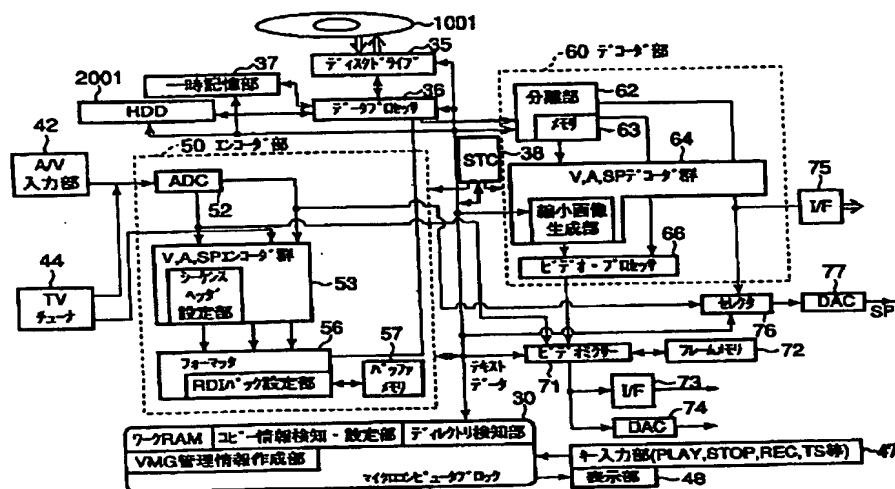 1001
35
ディスクドライブ
37
一時記憶部
36
データプロセッサ
2001
HDD
60 デコーダ部
分離部
62
メモリ
63
64
V,A,SPデコーダ群
縮小画像
生成部
66
ビデオ・プロセッサ
STC
38
42
A/V
入力部
50 エンコーダ部
ADC
52
V,A,SPエンコーダ群
シーケンス
ヘッダ
設定部
53
44
TV
チューナ
56
フォーマッタ
RDIパック設定部
57
バッファ
メモリ
75
I/F
77
セレクタ
76
DAC
SP
ビデオミクサー
71
フレームメモリ
72
テキスト
データ
I/F
73
DAC
74
30
ワークRAM
コピー情報検知・設定部
ディレクトリ検知部
VMG管理情報作成部
マイクロコンピュータブロック
キー入力部(PLAY,STOP,REC,TS等)
47
表示部
48